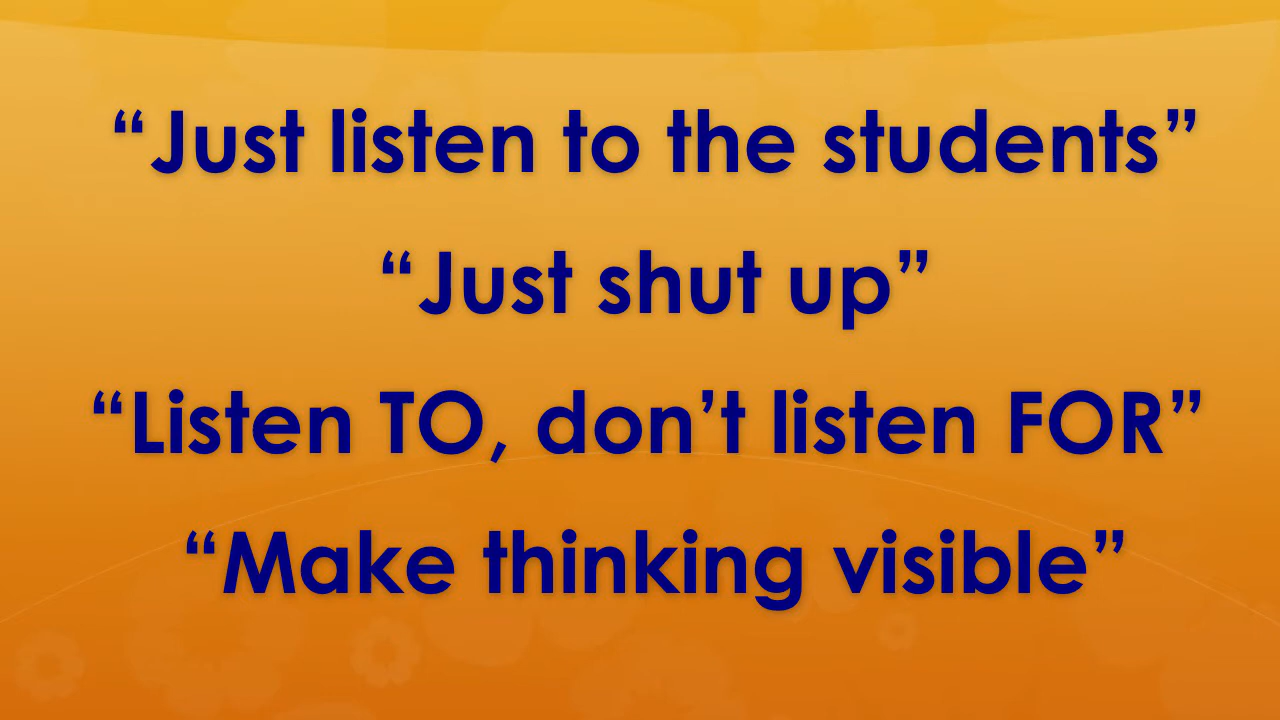 “Just listen to the students”
“Just shut up”
“Listen TO, don’t listen FOR”
“Make thinking visible”